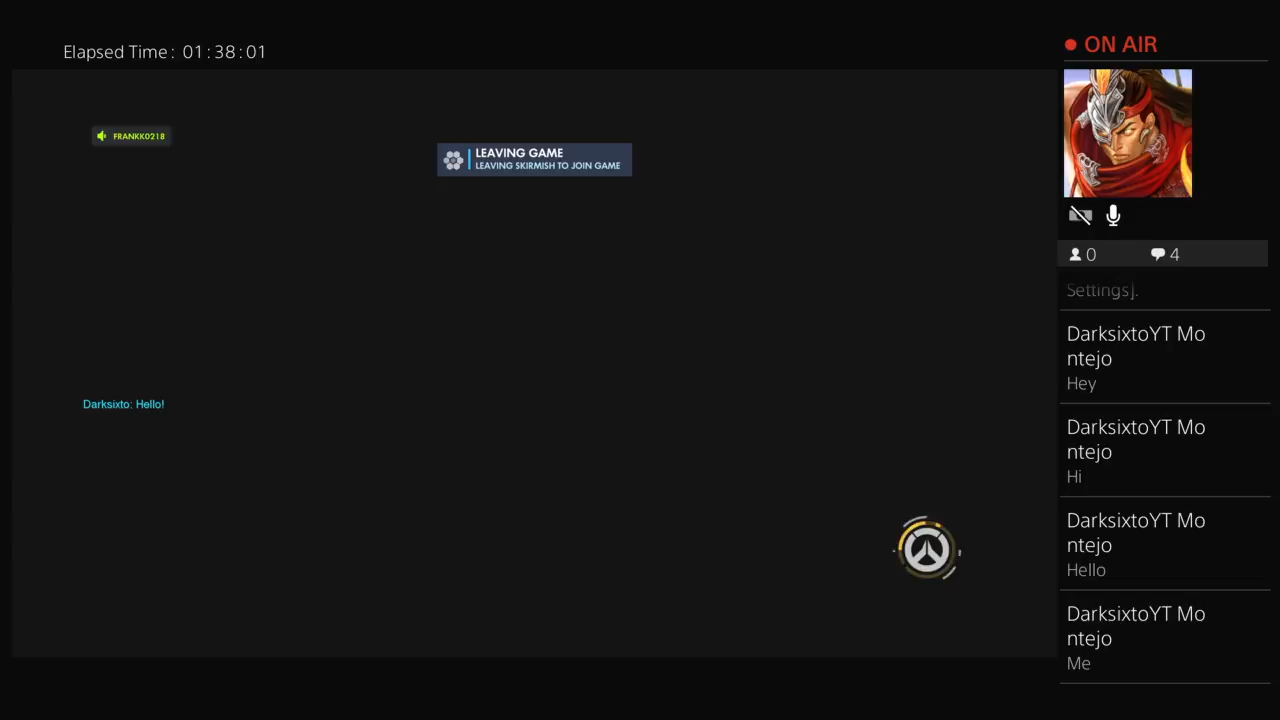 Elapsed Time: 01:38:01
ON AIR
FRANKK0218
LEAVING GAME
LEAVING SKIRMISH TO JOIN GAME
0
4
Settings].
DarksixtoYT Mo
ntejo
Hey
Darksixto: Hello!
DarksixtoYT Mo
ntejo
Hi
DarksixtoYT Mo
ntejo
Hello
DarksixtoYT Mo
ntejo
Me